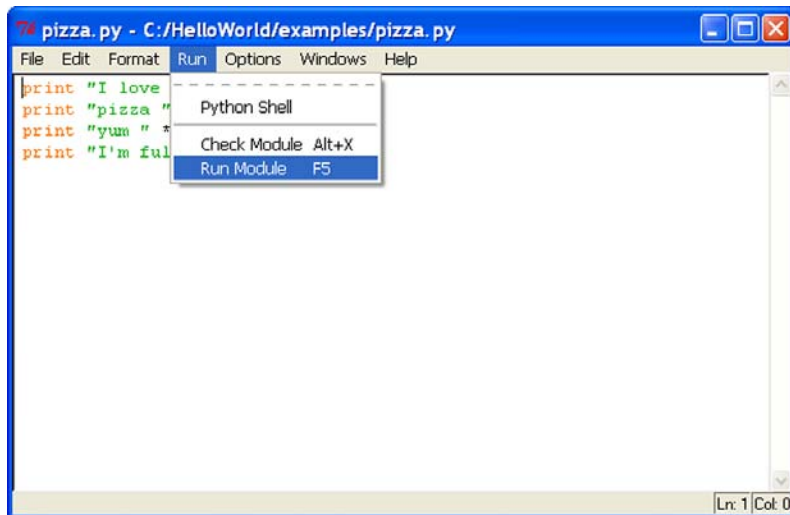 pizza.py - C:/HelloWorld/examples/pizza.py
File Edit Format Run Options Windows Help
print "I love
print "pizza "
print "yum " *
print "I'm ful
Python Shell
Check Module Alt+X
Run Module F5
Ln: 1 Col: 0